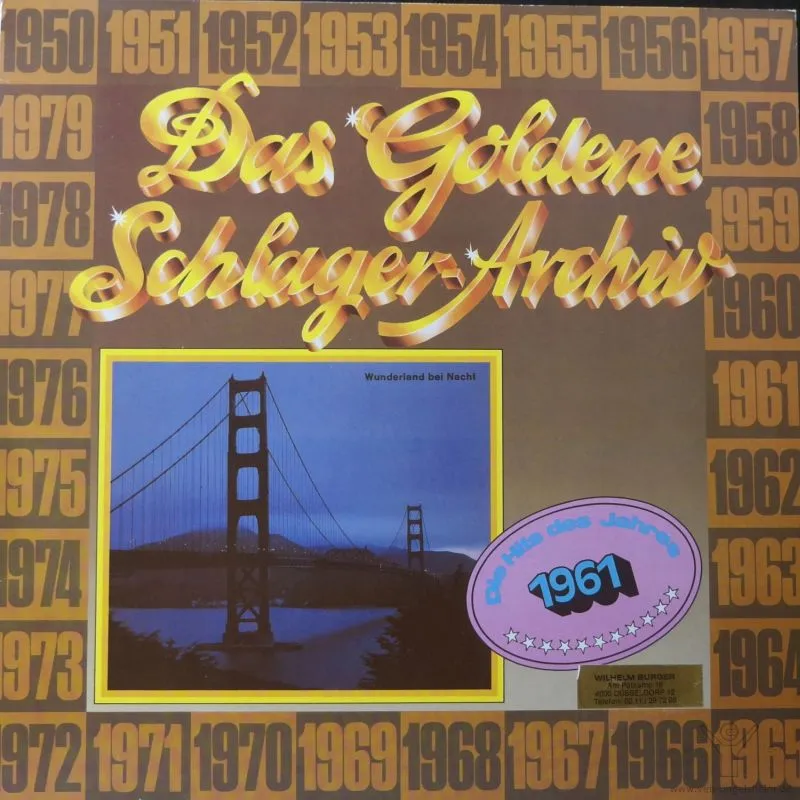 1950 1951 1952 1953 1954 1955 1956 1957
1979 1958
1978 1959
1977 1960
1976 1961
1975 1962
1974 1963
1973 1964
1972 1971 1970 1969 1968 1967 1966 1965
Das Goldene
Schlager-Archiv
Wunderland bei Nacht
Die Hits des Jahres
1961
WILHELM BURGER
4000 DÜSSELDORF 12